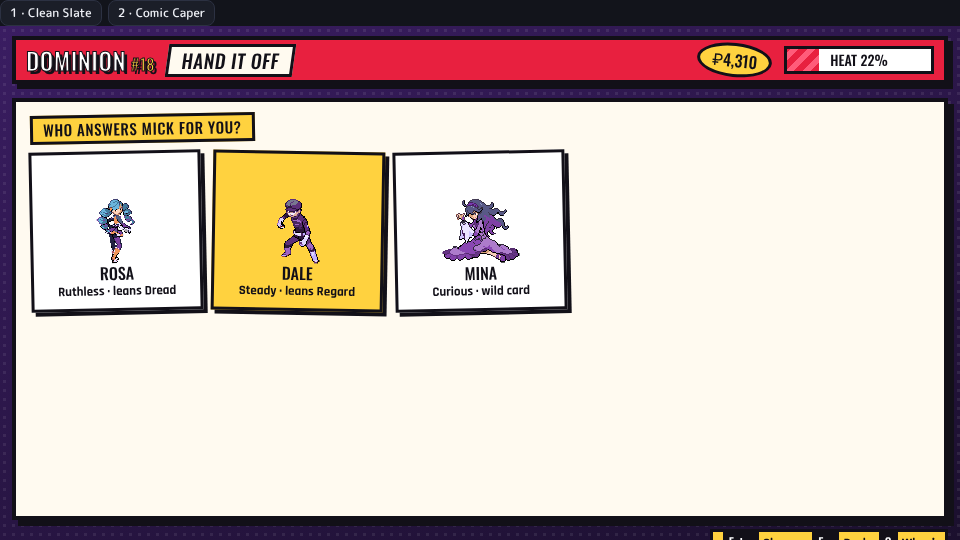 1 · Clean Slate
2 · Comic Caper
DOMINION #18
HAND IT OFF
₽4,310
HEAT 22%
WHO ANSWERS MICK FOR YOU?
ROSA
Ruthless · leans Dread
DALE
Steady · leans Regard
MINA
Curious · wild card